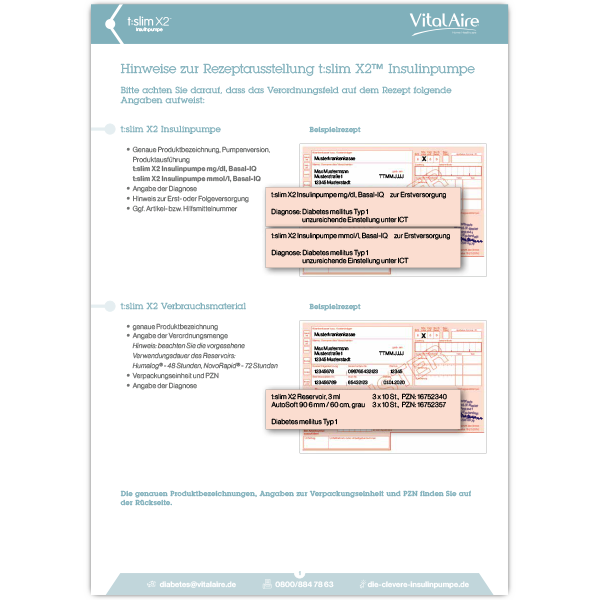 t:slim X2™
Insulinpumpe
VitalAire
Hinweise zur Rezeptausstellung t:slim X2™ Insulinpumpe
Bitte achten Sie darauf, dass das Verordnungsfeld auf dem Rezept folgende
Angaben aufweist:
t:slim X2 Insulinpumpe
Genaue Produktbezeichnung, Pumpenversion,
Produktausführung
t:slim X2 Insulinpumpe mg/dl, Basal-IQ
t:slim X2 Insulinpumpe mmol/l, Basal-IQ
Angabe der Diagnose
Hinweis zur Erst- oder Folgeversorgung
Ggf. Artikel- bzw. Hilfsmittelnummer
Beispielrezept
Musterkrankenkasse
Max Mustermann
Musterstraße 1
12345 Musterstadt
TT.MM.JJJJ
t:slim X2 Insulinpumpe mg/dl, Basal-IQ zur Erstversorgung
Diagnose: Diabetes mellitus Typ 1
unzureichende Einstellung unter ICT
t:slim X2 Insulinpumpe mmol/l, Basal-IQ zur Erstversorgung
Diagnose: Diabetes mellitus Typ 1
unzureichende Einstellung unter ICT
t:slim X2 Verbrauchsmaterial
genaue Produktbezeichnung
Angabe der Verordnungsmenge
Hinweis: beachten Sie die vorgesehene
Verwendungsdauer des Reservoirs:
Humalog® - 48 Stunden, NovoRapid® - 72 Stunden
Verpackungseinheit und PZN
Angabe der Diagnose
Beispielrezept
Musterkrankenkasse
Max Mustermann
Musterstraße 1
12345 Musterstadt
TT.MM.JJJJ
12345678 09876543213 12345
123456789 65432123 01.04.2020
t:slim X2 Reservoir, 3 ml 3 x 10 St., PZN: 16752340
AutoSoft 90 6 mm / 60 cm, grau 3 x 10 St., PZN: 16752357
Diabetes mellitus Typ 1
Die genauen Produktbezeichnungen, Angaben zur Verpackungseinheit und PZN finden Sie auf
der Rückseite.
diabetes@vitalaire.de
0800/884 78 63
die-clevere-insulinpumpe.de